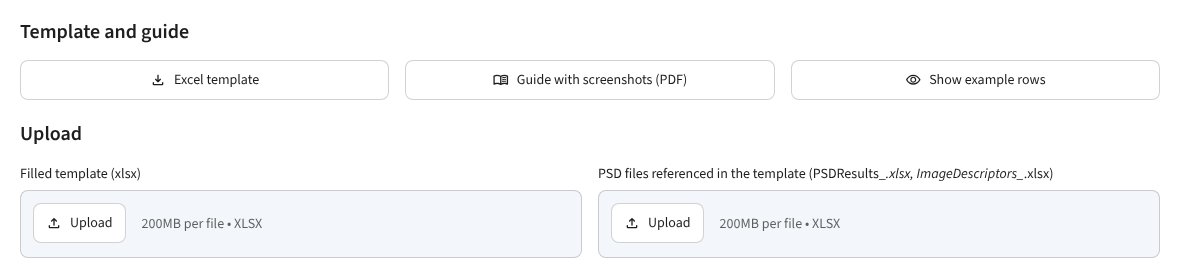 Template and guide
Excel template
Guide with screenshots (PDF)
Show example rows
Upload
Filled template (xlsx)
PSD files referenced in the template (PSDResults_.xlsx, ImageDescriptors_.xlsx)
Upload
200MB per file • XLSX
Upload
200MB per file • XLSX